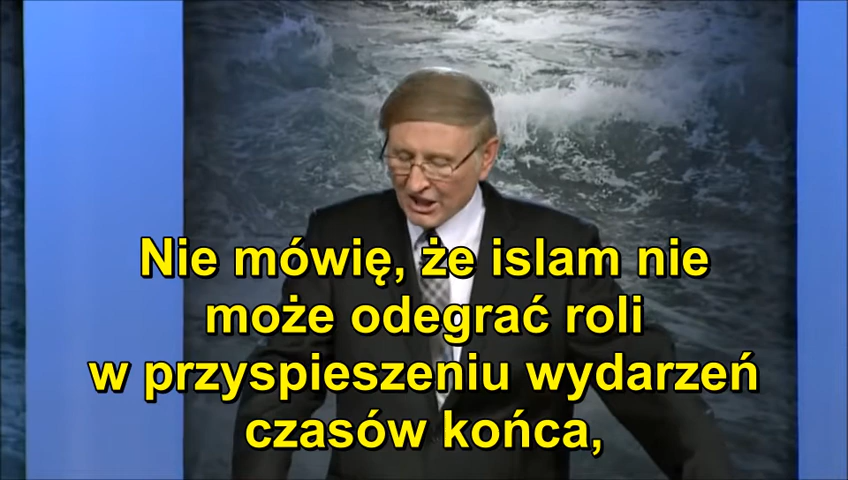 Nie mówię, że islam nie
może odegrać roli
w przyspieszeniu wydarzeń
czasów końca,